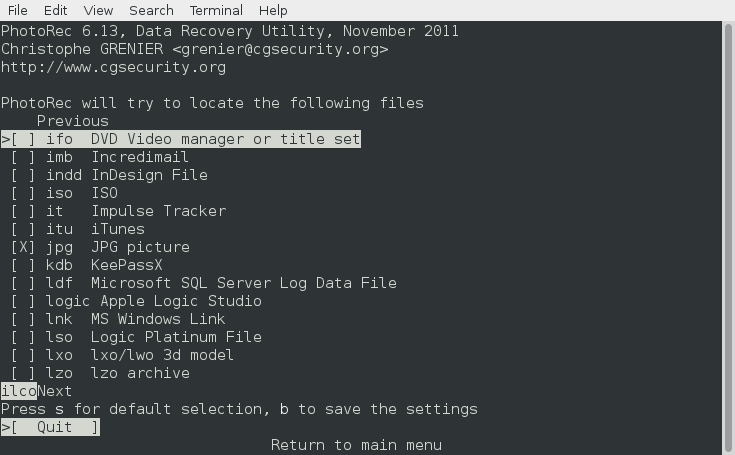 File Edit View Search Terminal Help
PhotoRec 6.13, Data Recovery Utility, November 2011
Christophe GRENIER <grenier@cgsecurity.org>
http://www.cgsecurity.org
PhotoRec will try to locate the following files
Previous
>[ ] ifo  DVD Video manager or title set
[ ] imb  Incredimail
[ ] indd InDesign File
[ ] iso  ISO
[ ] it   Impulse Tracker
[ ] itu  iTunes
[X] jpg  JPG picture
[ ] kdb  KeePassX
[ ] ldf  Microsoft SQL Server Log Data File
[ ] logic Apple Logic Studio
[ ] lnk  MS Windows Link
[ ] lso  Logic Platinum File
[ ] lxo  lxo/lwo 3d model
[ ] lzo  lzo archive
ilcoNext
Press s for default selection, b to save the settings
>[  Quit  ]
Return to main menu